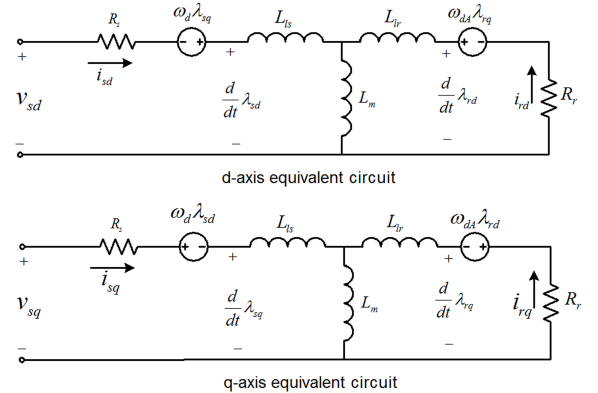 R_s ω_d λ_sq L_ls L_lr ω_dA λ_rq
+ − + + + + −
i_sd L_m i_rd R_r
v_sd d/dt λ_sd d/dt λ_rd
− − −
d-axis equivalent circuit
R_s ω_d λ_sd L_ls L_lr ω_dA λ_rd
+ + − + + − +
i_sq L_m i_rq R_r
v_sq d/dt λ_sq d/dt λ_rq
− − −
q-axis equivalent circuit